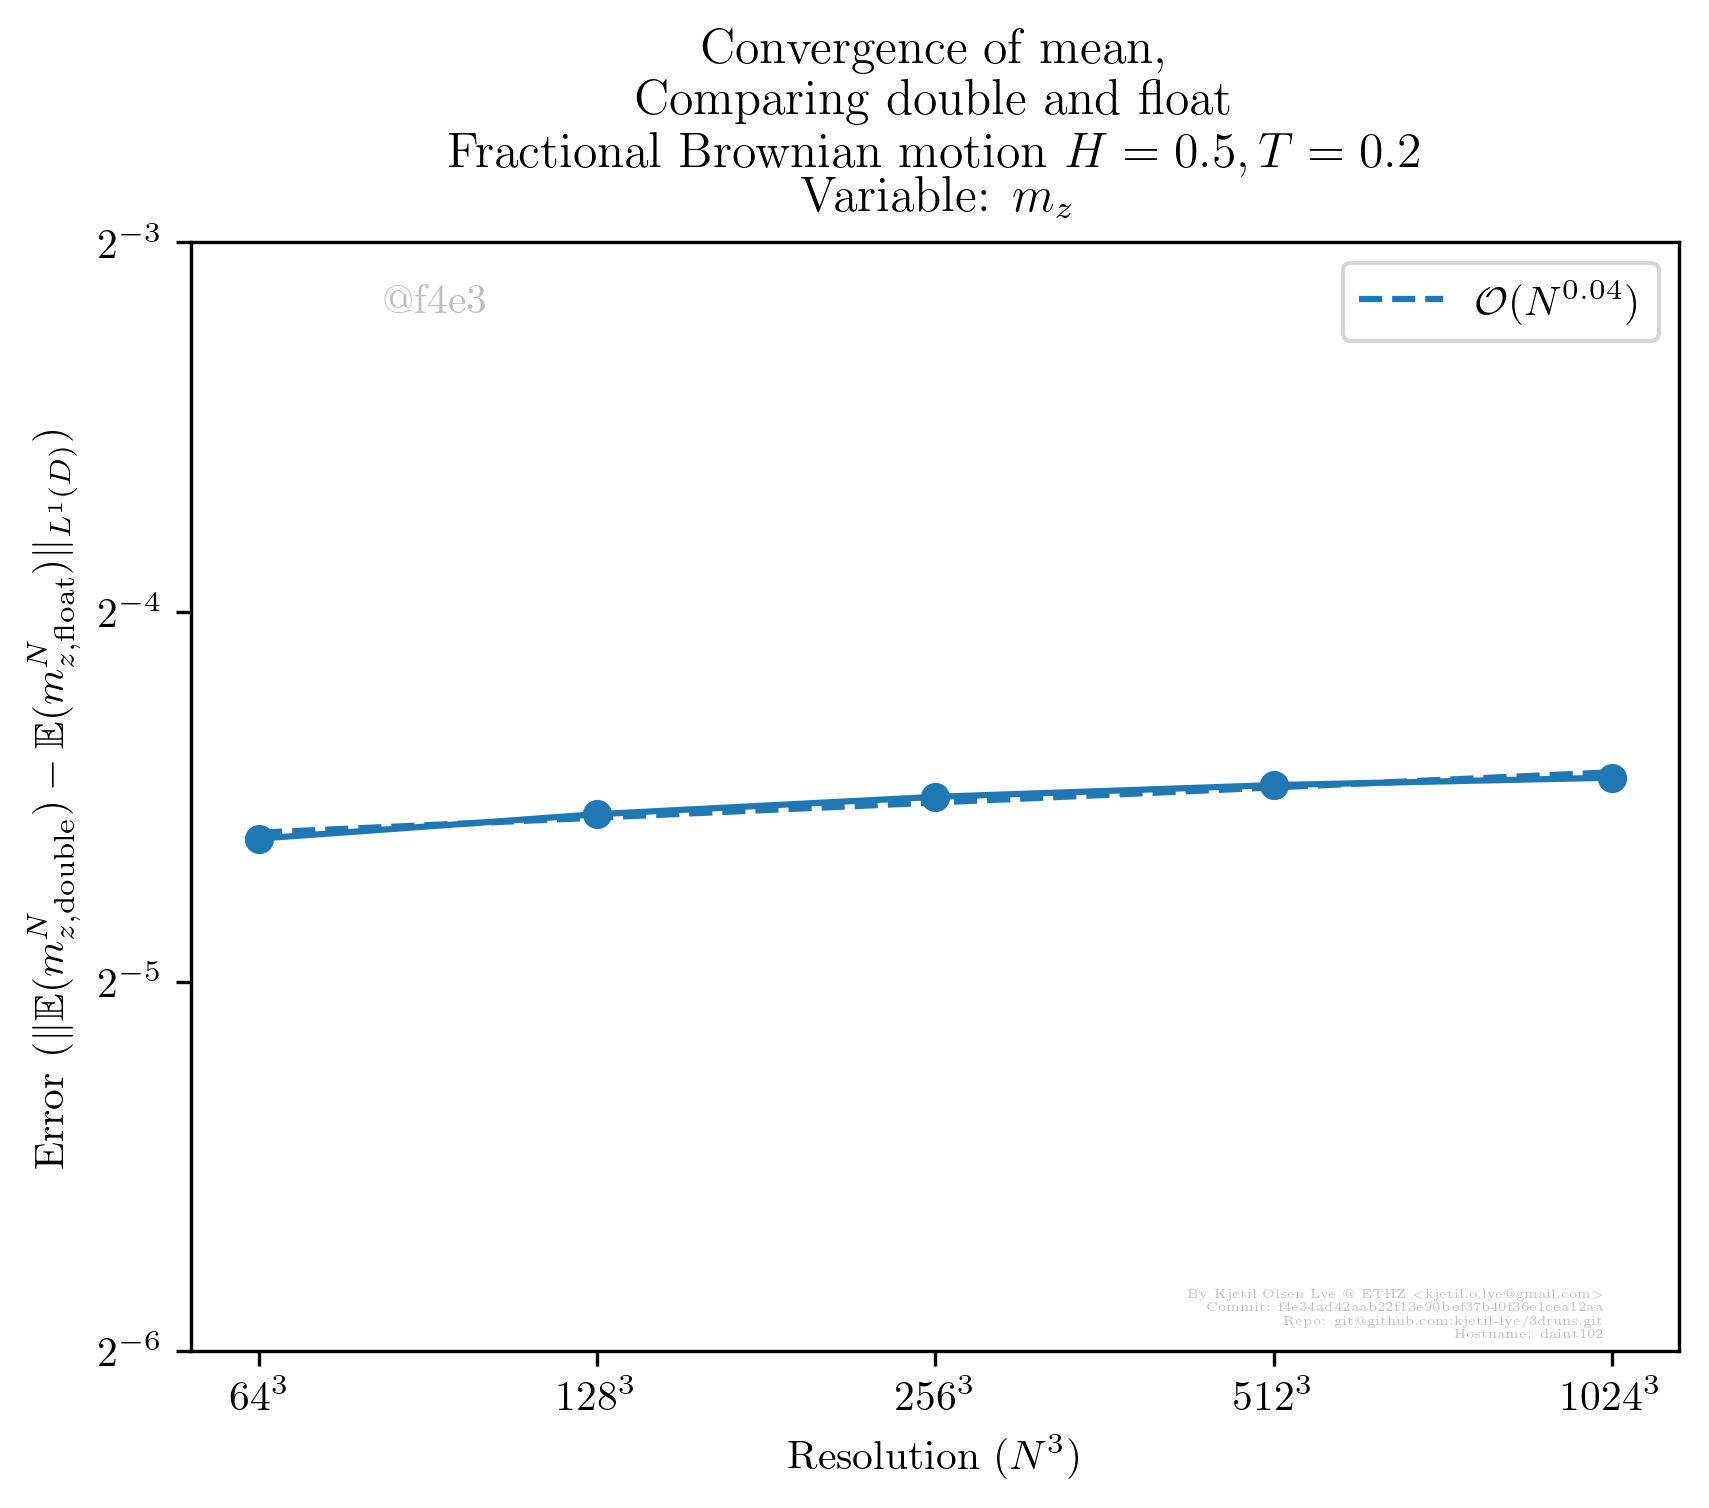 Convergence of mean,
Comparing double and float
Fractional Brownian motion H = 0.5, T = 0.2
Variable: m_z
2^{-3}
@f4e3
O(N^{0.04})
2^{-4}
2^{-5}
2^{-6}
Error (||𝔼(m^N_{z,double}) − 𝔼(m^N_{z,float})||_{L^1(D)})
By Kjetil Olsen Lye @ ETHZ <kjetil.o.lye@gmail.com>
Commit: f4e34ad42aab22f13e90bef37b40f36e1cea12aa
Repo: git@github.com:kjetil-lye/3druns.git
Hostname: daint102
64^3
128^3
256^3
512^3
1024^3
Resolution (N^3)